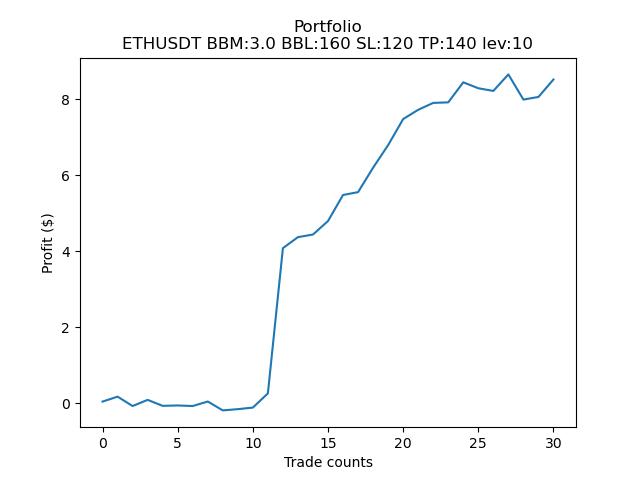 Portfolio
ETHUSDT BBM:3.0 BBL:160 SL:120 TP:140 lev:10
8
6
4
2
0
Profit ($)
0 5 10 15 20 25 30
Trade counts